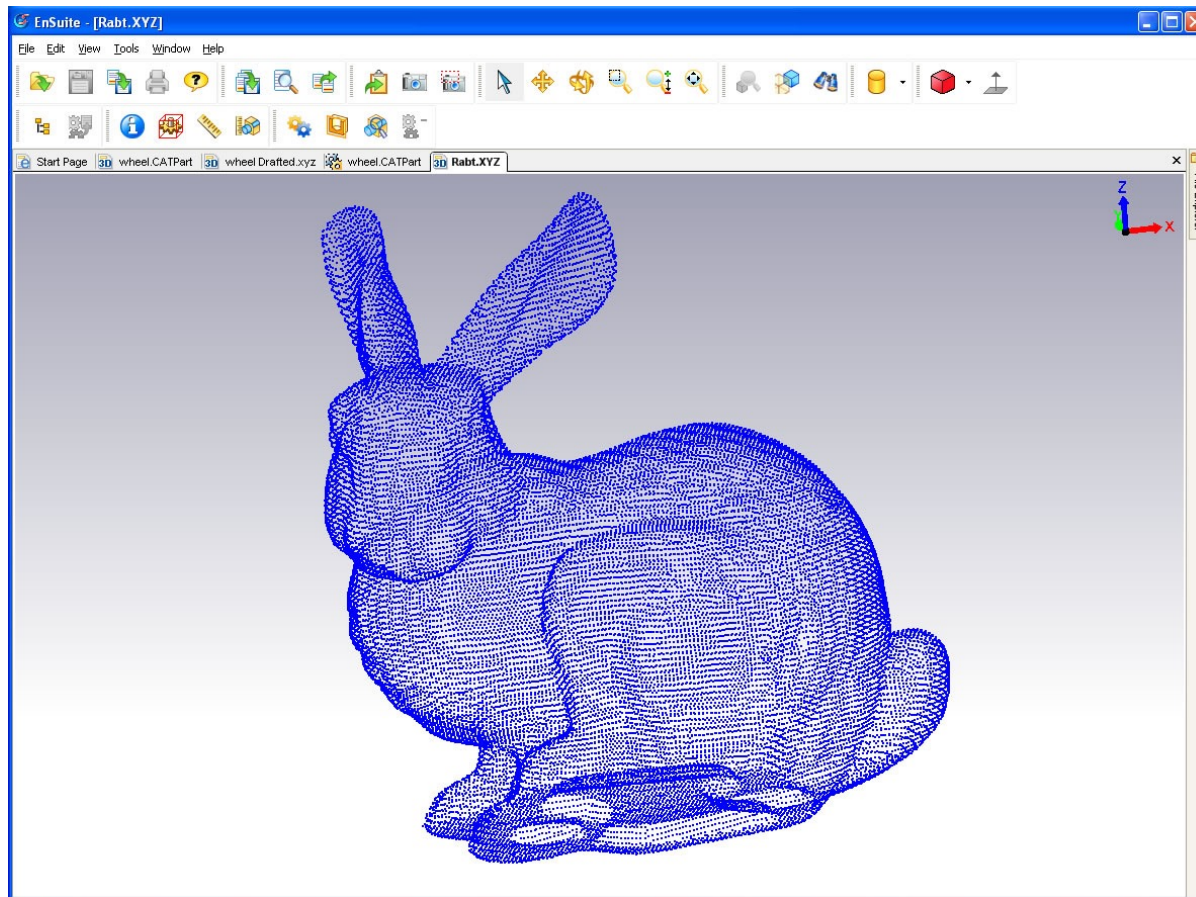 EnSuite - [Rabt.XYZ]
File Edit View Tools Window Help
Start Page wheel.CATPart wheel Drafted.xyz wheel.CATPart Rabt.XYZ
Z
X